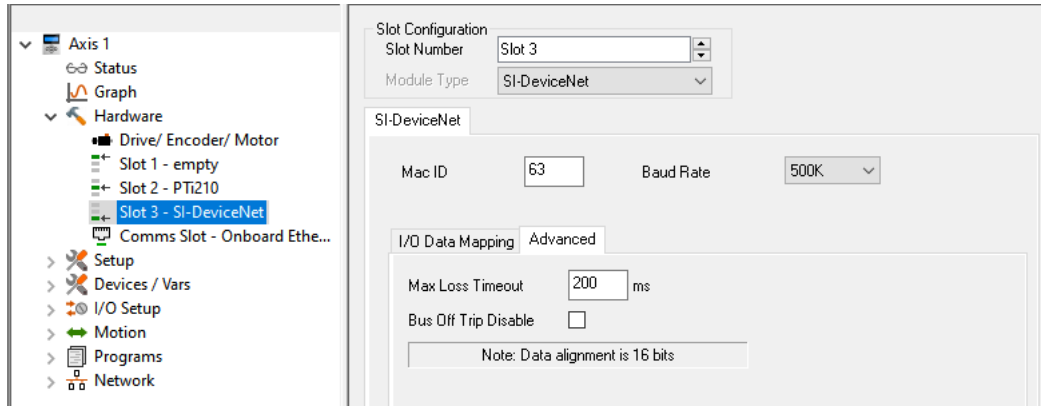 Axis 1
Status
Graph
Hardware
Drive/ Encoder/ Motor
Slot 1 - empty
Slot 2 - PTi210
Slot 3 - SI-DeviceNet
Comms Slot - Onboard Ethe...
Setup
Devices / Vars
I/O Setup
Motion
Programs
Network
Slot Configuration
Slot Number Slot 3
Module Type SI-DeviceNet
SI-DeviceNet
Mac ID 63 Baud Rate 500K
I/O Data Mapping Advanced
Max Loss Timeout 200 ms
Bus Off Trip Disable
Note: Data alignment is 16 bits